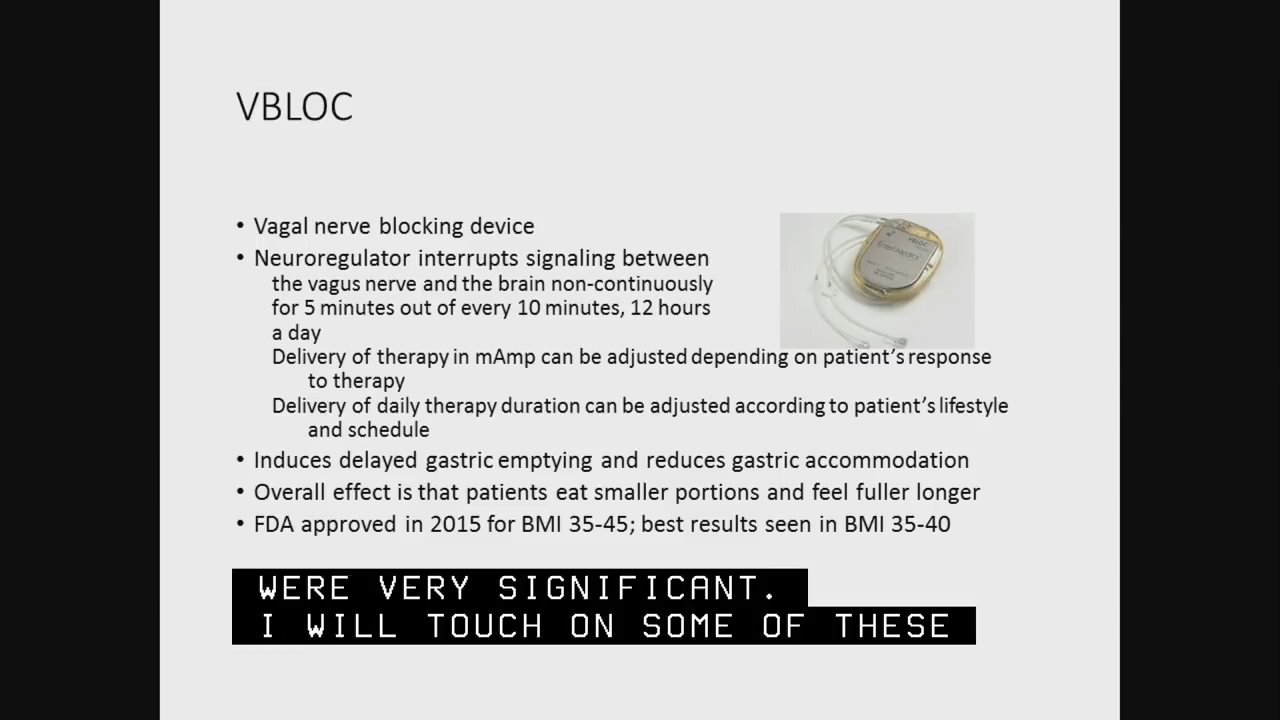 VBLOC
• Vagal nerve blocking device
• Neuroregulator interrupts signaling between
the vagus nerve and the brain non-continuously
for 5 minutes out of every 10 minutes, 12 hours
a day
Delivery of therapy in mAmp can be adjusted depending on patient’s response
to therapy
Delivery of daily therapy duration can be adjusted according to patient’s lifestyle
and schedule
• Induces delayed gastric emptying and reduces gastric accommodation
• Overall effect is that patients eat smaller portions and feel fuller longer
• FDA approved in 2015 for BMI 35-45; best results seen in BMI 35-40
VBLOC
EnteroMedics
WERE VERY SIGNIFICANT.
I WILL TOUCH ON SOME OF THESE